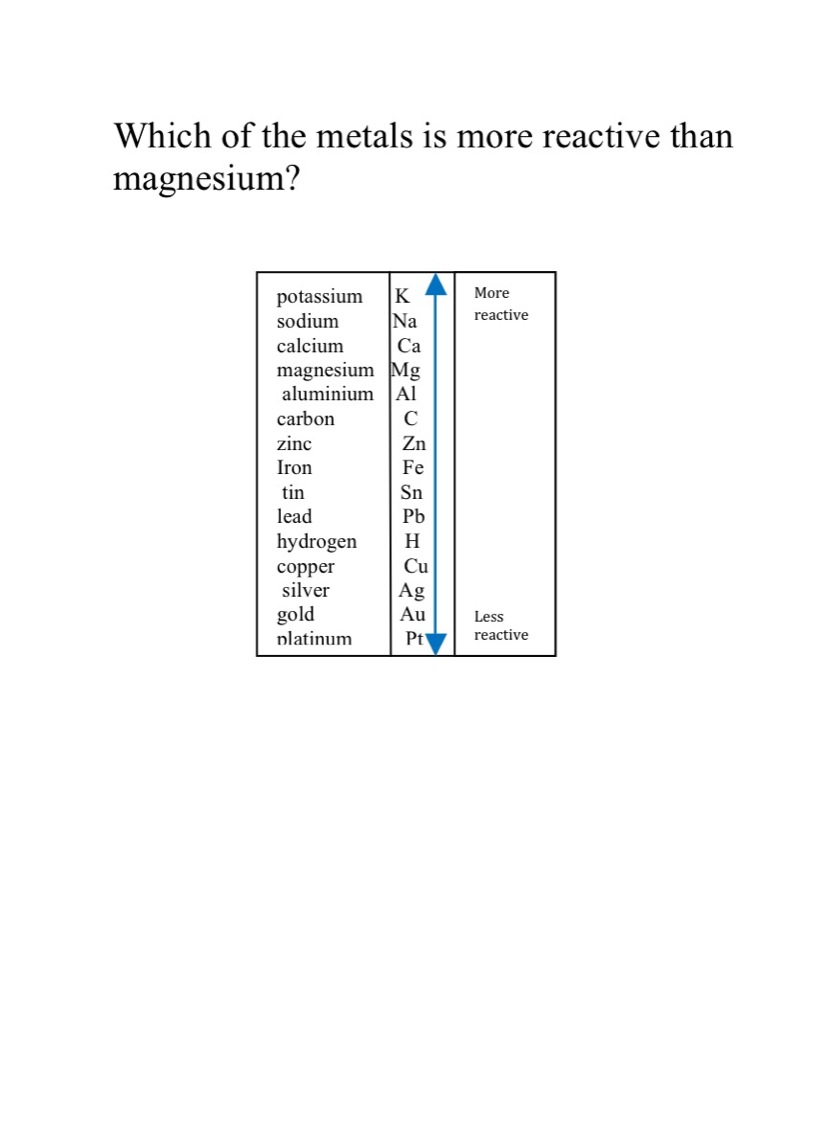 Which of the metals is more reactive than
magnesium?
potassium K More
sodium Na reactive
calcium Ca
magnesium Mg
aluminium Al
carbon C
zinc Zn
Iron Fe
tin Sn
lead Pb
hydrogen H
copper Cu
silver Ag
gold Au Less
platinum Pt reactive